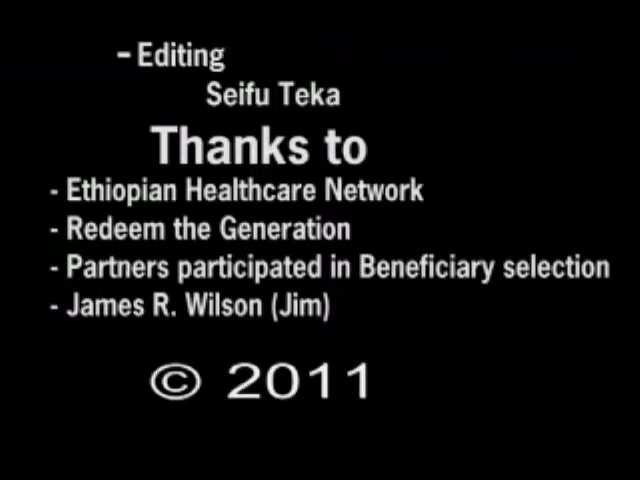 – Editing
Seifu Teka
Thanks to
- Ethiopian Healthcare Network
- Redeem the Generation
- Partners participated in Beneficiary selection
- James R. Wilson (Jim)
© 2011